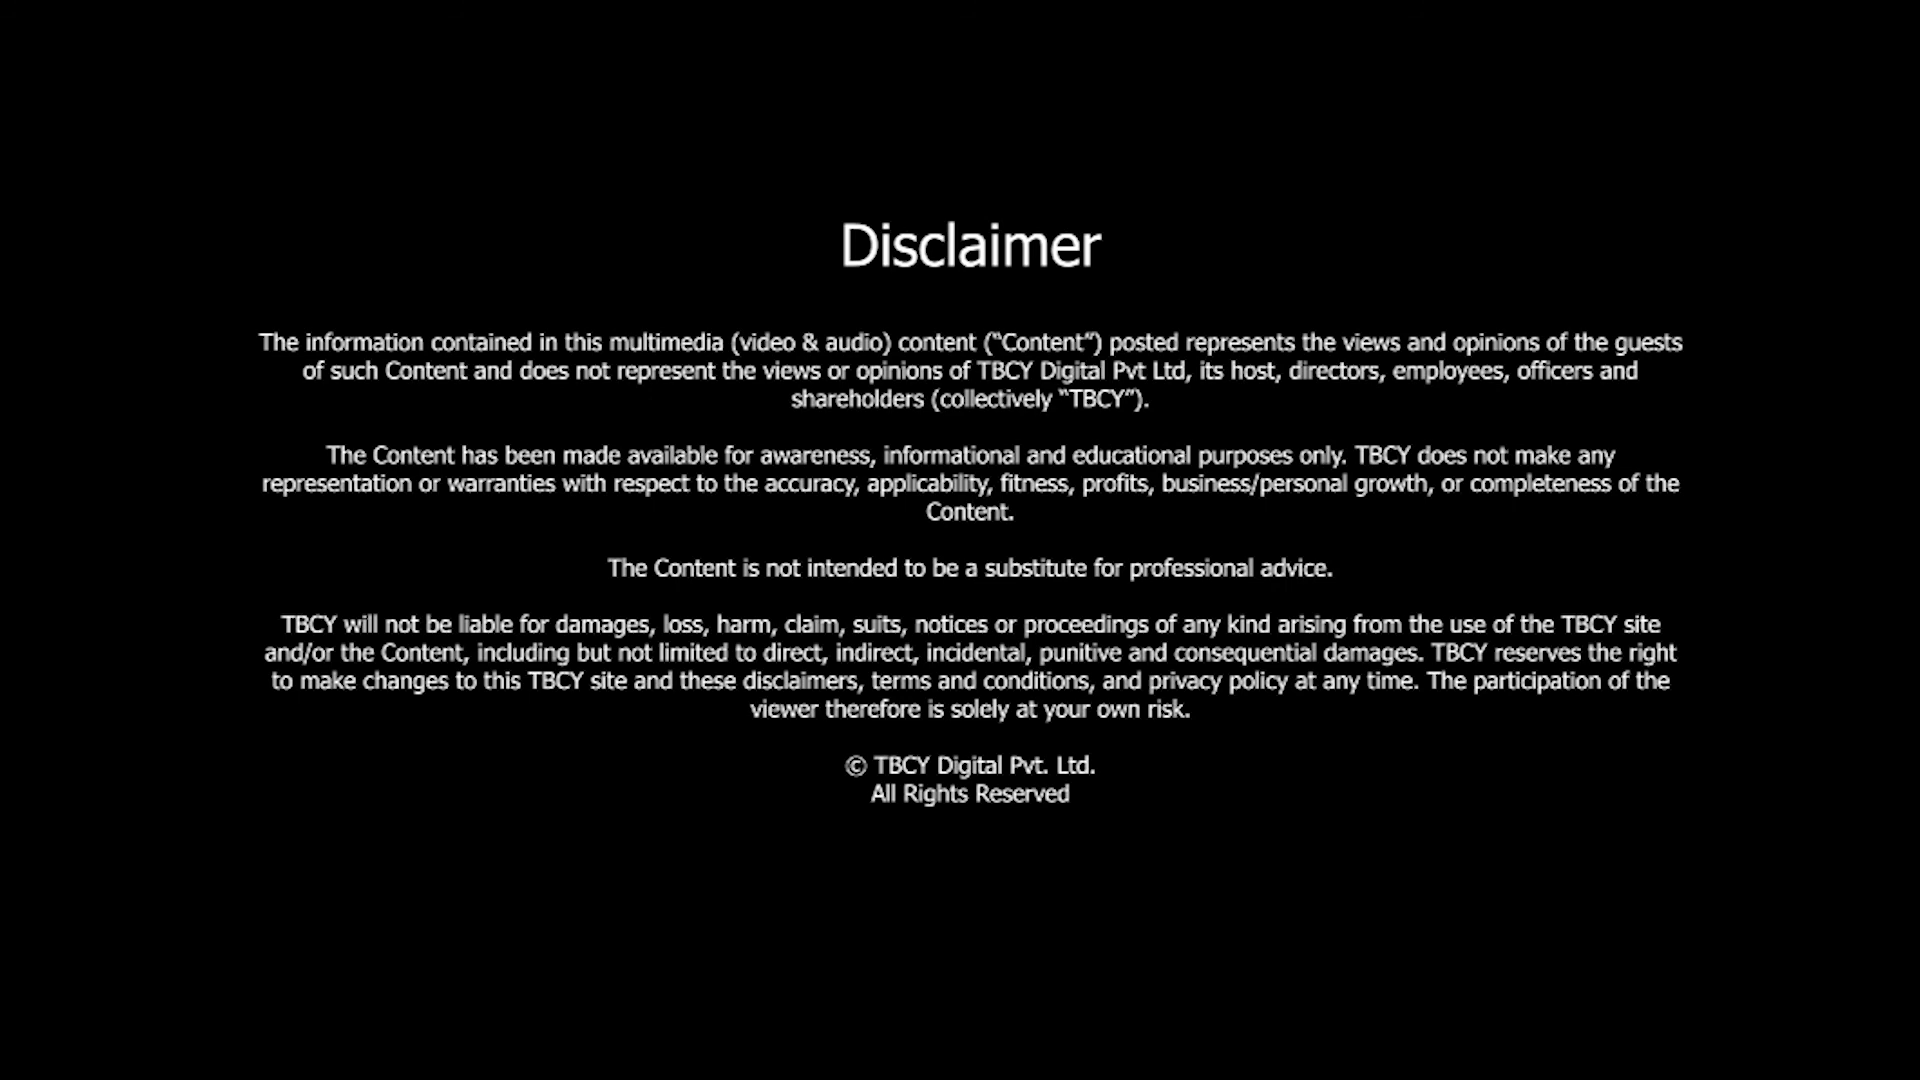 Disclaimer
The information contained in this multimedia (video & audio) content (“Content”) posted represents the views and opinions of the guests
of such Content and does not represent the views or opinions of TBCY Digital Pvt Ltd, its host, directors, employees, officers and
shareholders (collectively “TBCY”).
The Content has been made available for awareness, informational and educational purposes only. TBCY does not make any
representation or warranties with respect to the accuracy, applicability, fitness, profits, business/personal growth, or completeness of the
Content.
The Content is not intended to be a substitute for professional advice.
TBCY will not be liable for damages, loss, harm, claim, suits, notices or proceedings of any kind arising from the use of the TBCY site
and/or the Content, including but not limited to direct, indirect, incidental, punitive and consequential damages. TBCY reserves the right
to make changes to this TBCY site and these disclaimers, terms and conditions, and privacy policy at any time. The participation of the
viewer therefore is solely at your own risk.
© TBCY Digital Pvt. Ltd.
All Rights Reserved